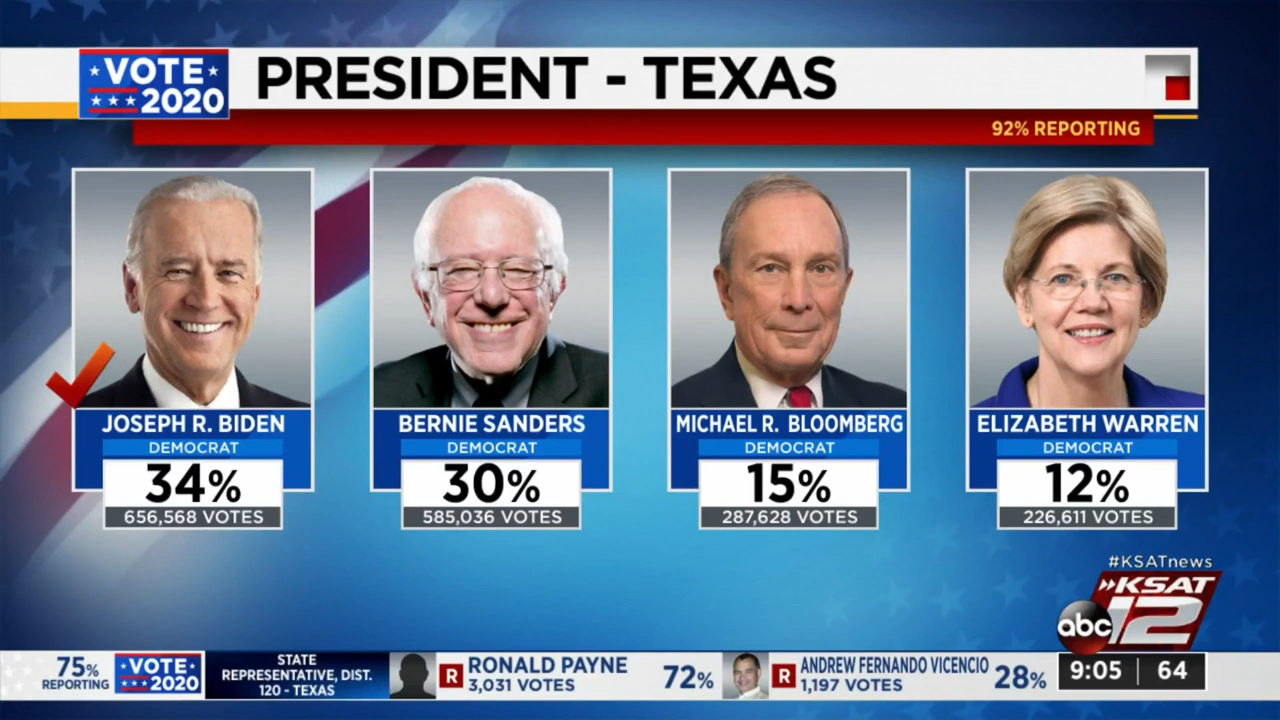 VOTE
2020
PRESIDENT - TEXAS
92% REPORTING
JOSEPH R. BIDEN
DEMOCRAT
34%
656,568 VOTES
BERNIE SANDERS
DEMOCRAT
30%
585,036 VOTES
MICHAEL R. BLOOMBERG
DEMOCRAT
15%
287,628 VOTES
ELIZABETH WARREN
DEMOCRAT
12%
226,611 VOTES
#KSATnews
KSAT
abc 12
75%
REPORTING
VOTE
2020
STATE
REPRESENTATIVE, DIST.
120 - TEXAS
R RONALD PAYNE
3,031 VOTES
72%
R ANDREW FERNANDO VICENCIO
1,197 VOTES
28%
9:05 | 64